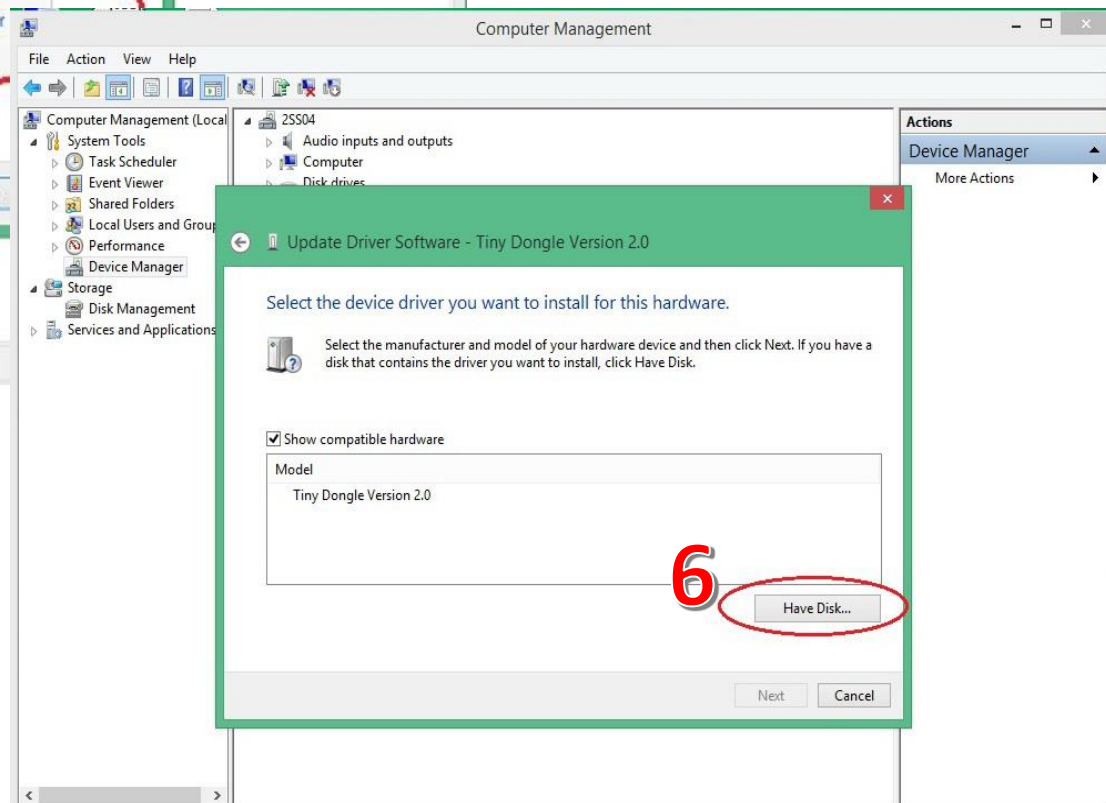 Computer Management
File Action View Help
Computer Management (Local
System Tools
Task Scheduler
Event Viewer
Shared Folders
Local Users and Group
Performance
Device Manager
Storage
Disk Management
Services and Applications
2SS04
Audio inputs and outputs
Computer
Disk drives
Actions
Device Manager
More Actions
Update Driver Software - Tiny Dongle Version 2.0
Select the device driver you want to install for this hardware.
Select the manufacturer and model of your hardware device and then click Next. If you have a
disk that contains the driver you want to install, click Have Disk.
Show compatible hardware
Model
Tiny Dongle Version 2.0
6
Have Disk...
Next Cancel